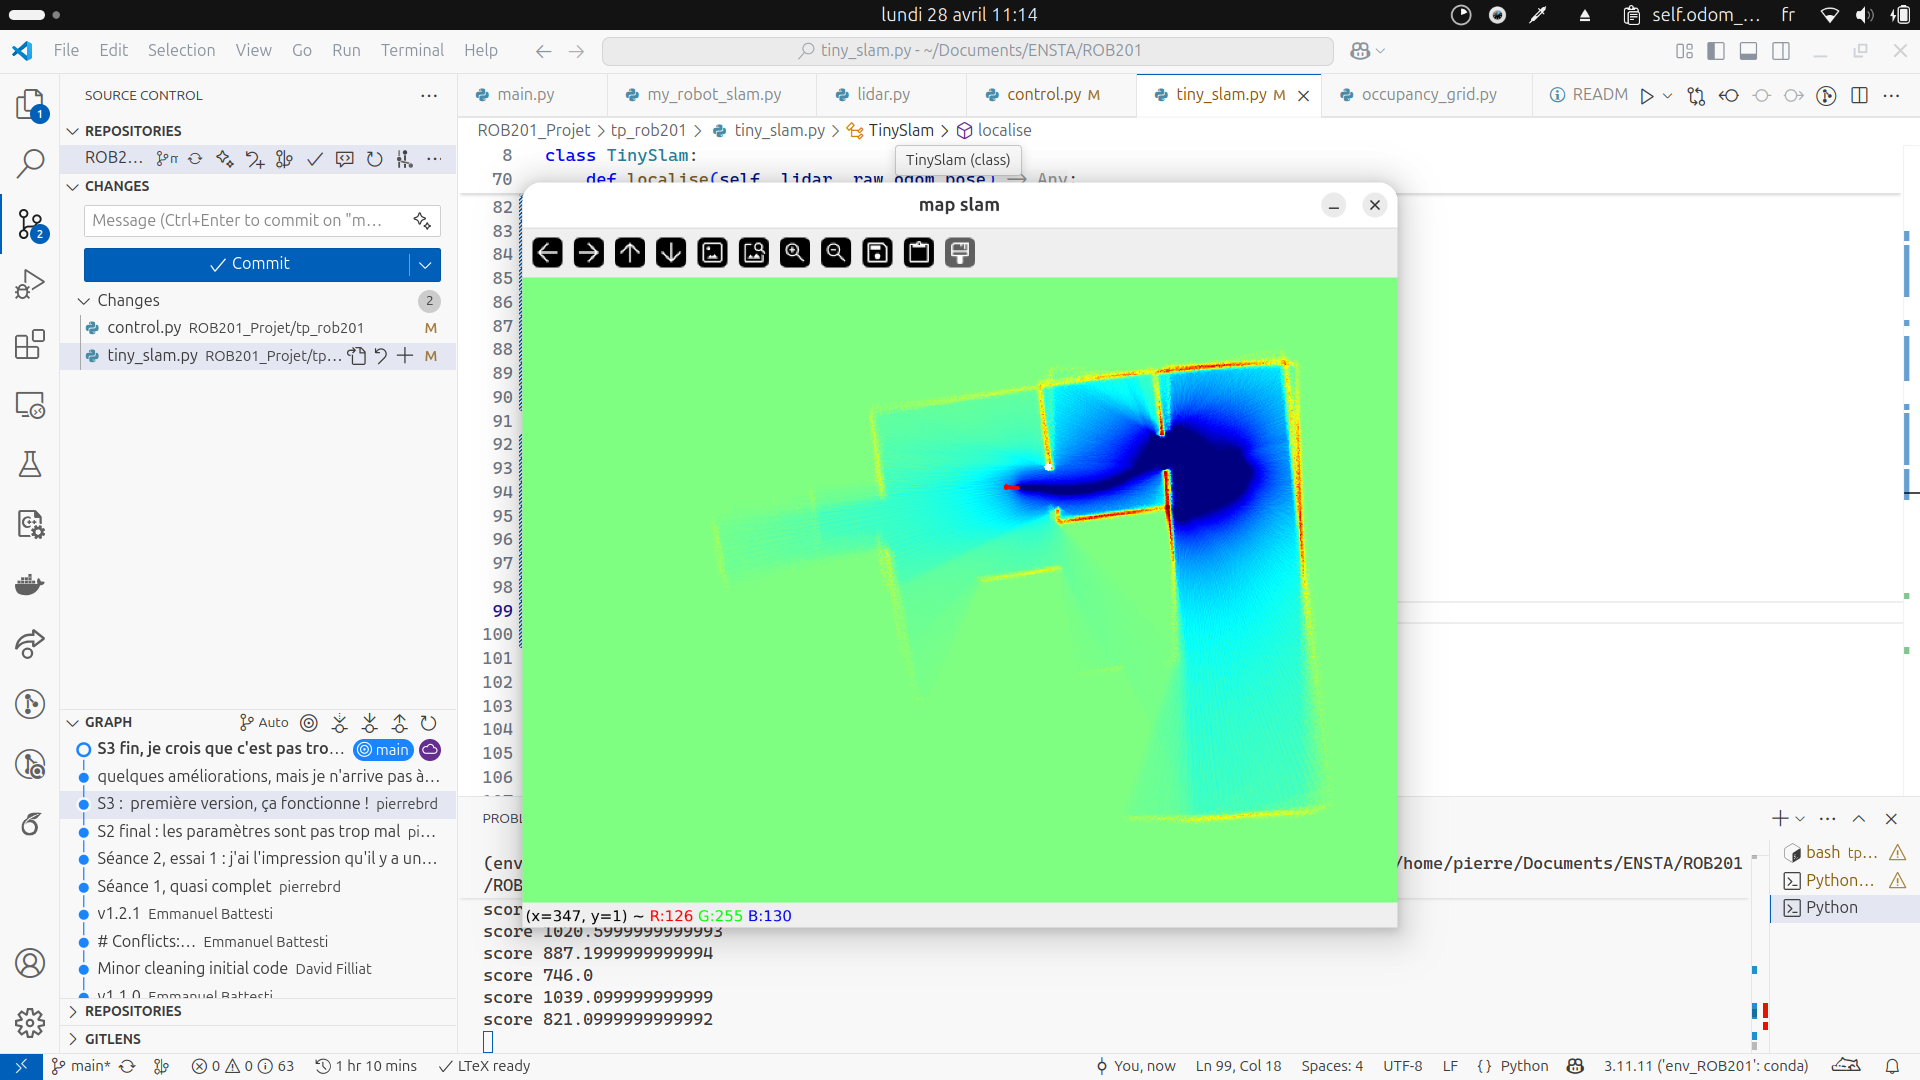 lundi 28 avril 11:14
self.odom_...
fr
File Edit Selection View Go Run Terminal Help
tiny_slam.py - ~/Documents/ENSTA/ROB201
SOURCE CONTROL
main.py
my_robot_slam.py
lidar.py
control.py M
tiny_slam.py M
occupancy_grid.py
READM
REPOSITORIES
ROB201_Projet > tp_rob201 > tiny_slam.py > TinySlam > localise
ROB2...
8 class TinySlam:
TinySlam (class)
70 def localise(self, lidar, raw_odom_pose) -> Any:
CHANGES
Message (Ctrl+Enter to commit on "m...
Commit
Changes
2
control.py ROB201_Projet/tp_rob201 M
tiny_slam.py ROB201_Projet/tp... M
82
83
84
85
86
87
88
89
90
91
92
93
94
95
96
97
98
99
100
101
102
103
104
105
106
map slam
(x=347, y=1) ~ R:126 G:255 B:130
GRAPH
Auto
S3 fin, je crois que c'est pas tro... main
quelques améliorations, mais je n'arrive pas à...
S3 : première version, ça fonctionne ! pierrebrd
S2 final : les paramètres sont pas trop mal pi...
Séance 2, essai 1 : j'ai l'impression qu'il y a un...
Séance 1, quasi complet pierrebrd
v1.2.1 Emmanuel Battesti
# Conflicts:... Emmanuel Battesti
Minor cleaning initial code David Filliat
v1.1.0 Emmanuel Battesti
REPOSITORIES
GITLENS
PROBL
(env
/home/pierre/Documents/ENSTA/ROB201
/ROB
scor
score 1020.5999999999993
score 887.1999999999994
score 746.0
score 1039.099999999999
score 821.0999999999992
bash tp...
Python...
Python
main* 0 0 63 1 hr 10 mins LTeX ready
You, now Ln 99, Col 18 Spaces: 4 UTF-8 LF {} Python 3.11.11 ('env_ROB201': conda)